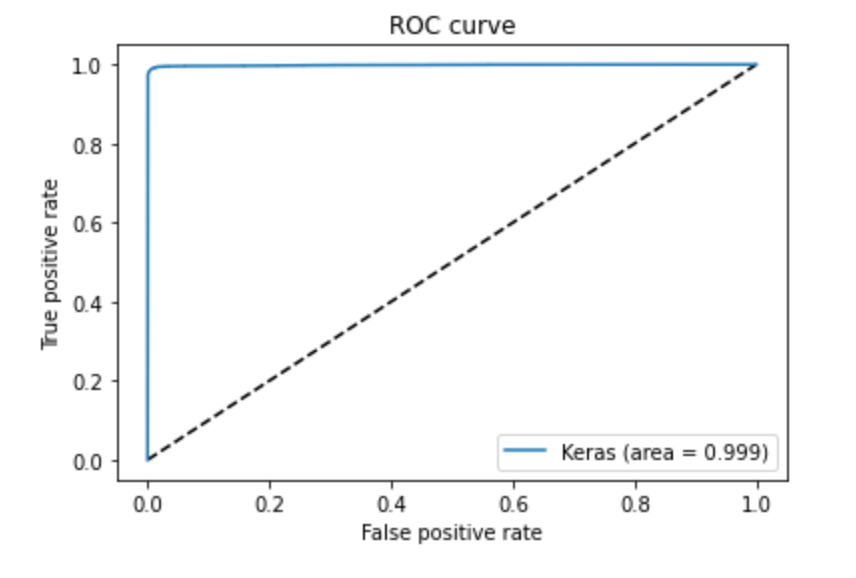 ROC curve
True positive rate
1.0
0.8
0.6
0.4
0.2
0.0
Keras (area = 0.999)
0.0 0.2 0.4 0.6 0.8 1.0
False positive rate